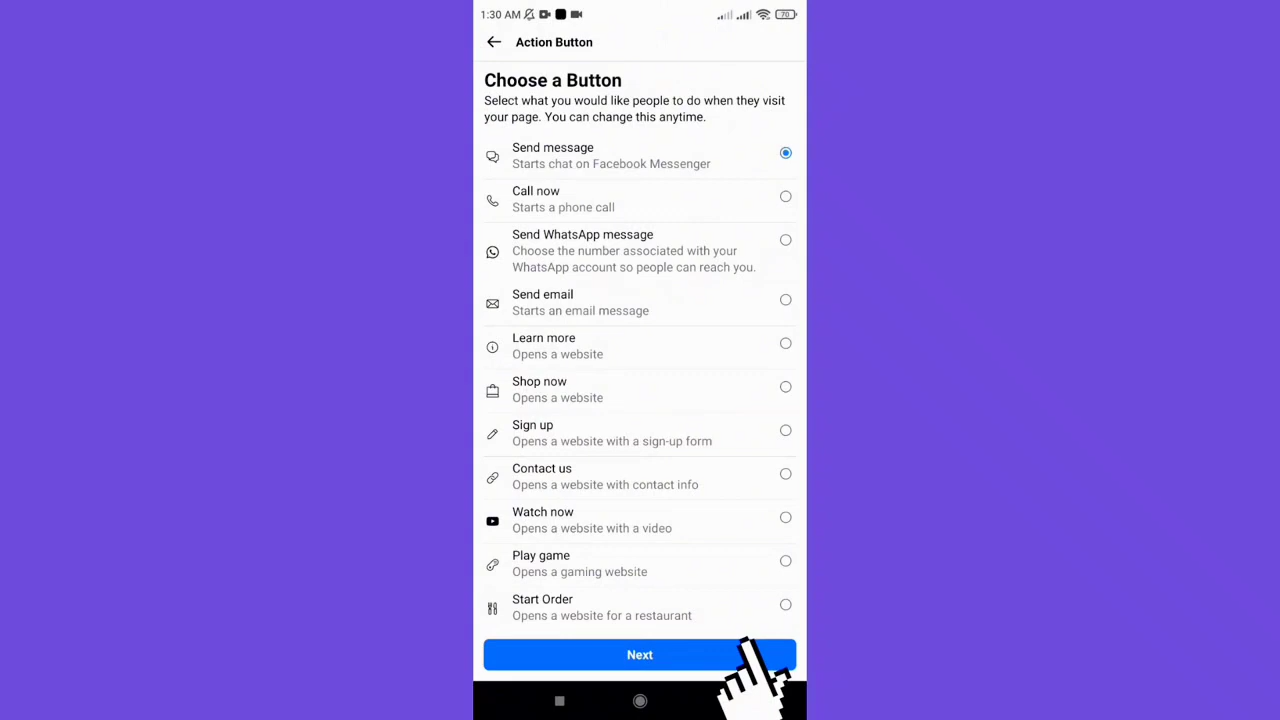 1:30 AM
70
Action Button
Choose a Button
Select what you would like people to do when they visit
your page. You can change this anytime.
Send message
Starts chat on Facebook Messenger
Call now
Starts a phone call
Send WhatsApp message
Choose the number associated with your
WhatsApp account so people can reach you.
Send email
Starts an email message
Learn more
Opens a website
Shop now
Opens a website
Sign up
Opens a website with a sign-up form
Contact us
Opens a website with contact info
Watch now
Opens a website with a video
Play game
Opens a gaming website
Start Order
Opens a website for a restaurant
Next